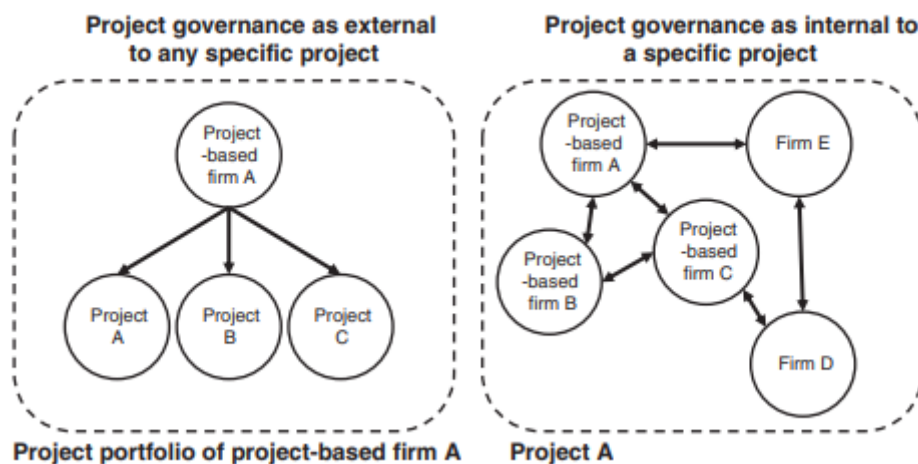 Project governance as external
to any specific project
Project
-based
firm A
Project
A
Project
B
Project
C
Project portfolio of project-based firm A
Project governance as internal to
a specific project
Project
-based
firm A
Firm E
Project
-based
firm B
Project
-based
firm C
Firm D
Project A